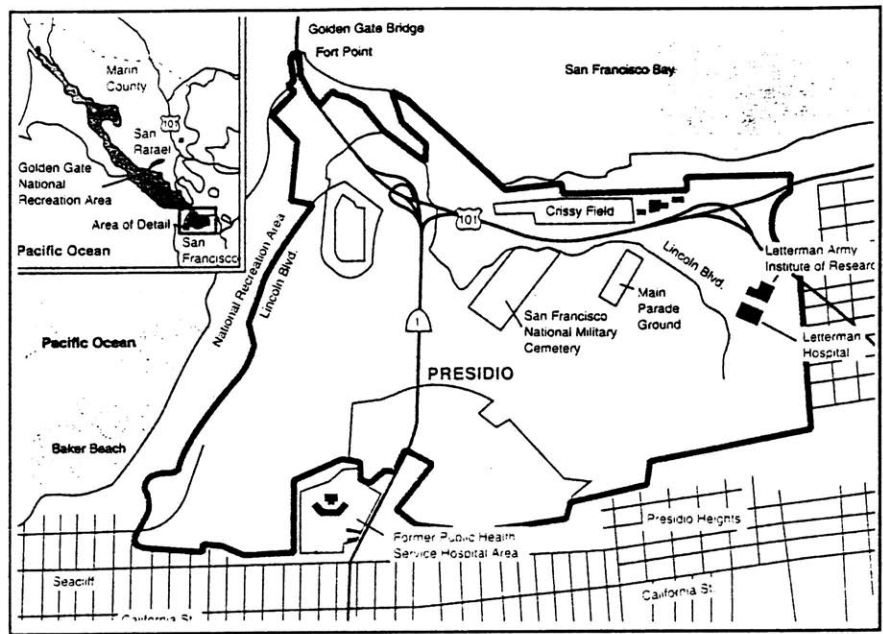 Marin
County
101
San
Rafael
Golden Gate
National
Recreation Area
Area of Detail
San
Francisco
Pacific Ocean
Golden Gate Bridge
Fort Point
San Francisco Bay
National Recreation Area
Lincoln Blvd.
101
Crissy Field
Lincoln Blvd.
Letterman Army
Institute of Researc
Main
Parade
Ground
San Francisco
National Military
Cemetery
1
Letterman
Hospital
Pacific Ocean
PRESIDIO
Baker Beach
Former Public Health
Service Hospital Area
Presidio Heights
Seacliff
California St.
California St.